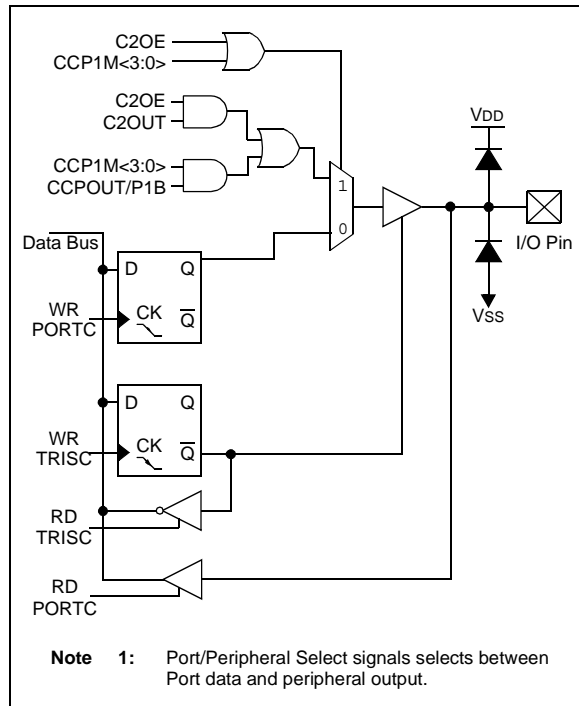 C2OE
CCP1M<3:0>
C2OE
C2OUT
CCP1M<3:0>
CCPOUT/P1B
1
0
VDD
I/O Pin
VSS
Data Bus
D Q
WR
PORTC
CK Q
D Q
WR
TRISC
CK Q
RD
TRISC
RD
PORTC
Note 1: Port/Peripheral Select signals selects between
Port data and peripheral output.